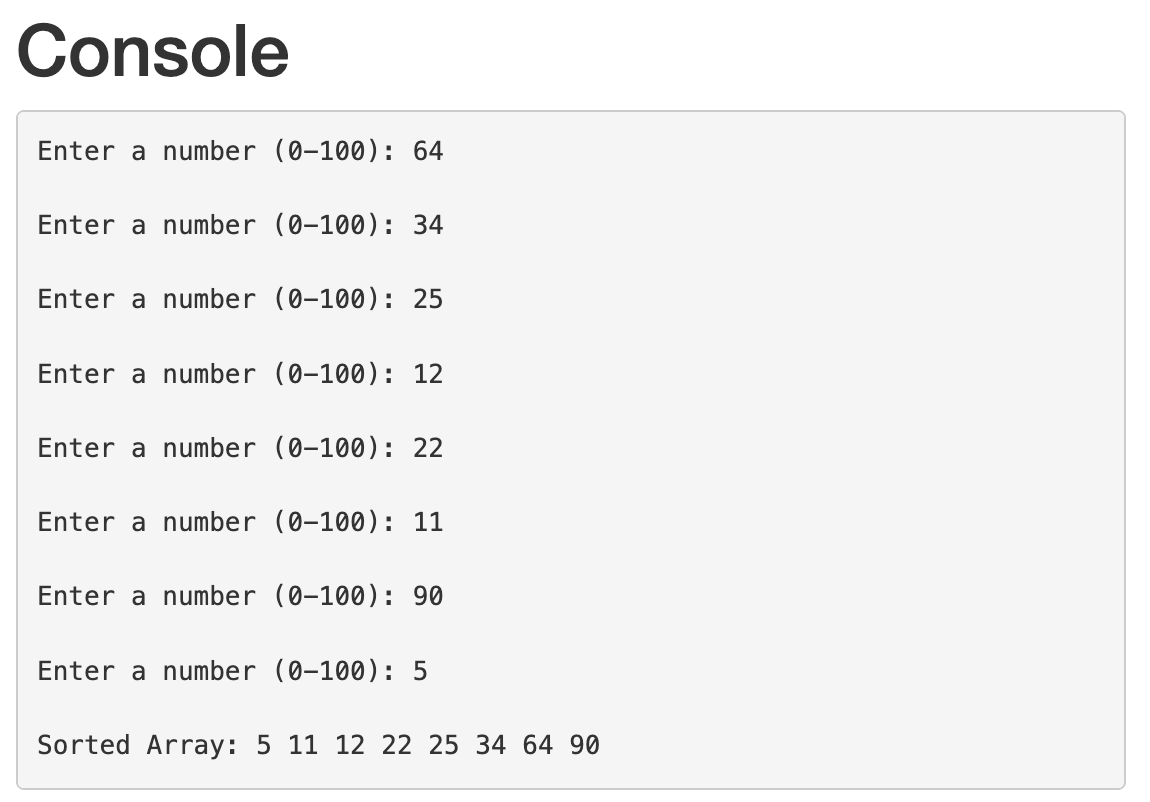 Console
Enter a number (0-100): 64
Enter a number (0-100): 34
Enter a number (0-100): 25
Enter a number (0-100): 12
Enter a number (0-100): 22
Enter a number (0-100): 11
Enter a number (0-100): 90
Enter a number (0-100): 5
Sorted Array: 5 11 12 22 25 34 64 90